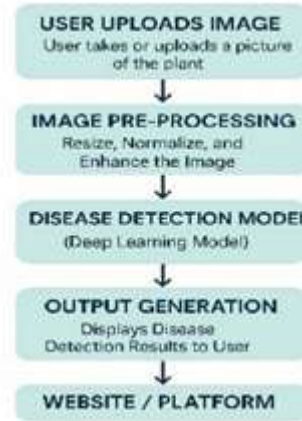 USER UPLOADS IMAGE
User takes or uploads a picture
of the plant
IMAGE PRE-PROCESSING
Resize, Normalize, and
Enhance the Image
DISEASE DETECTION MODEL
(Deep Learning Model)
OUTPUT GENERATION
Displays Disease
Detection Results to User
WEBSITE / PLATFORM